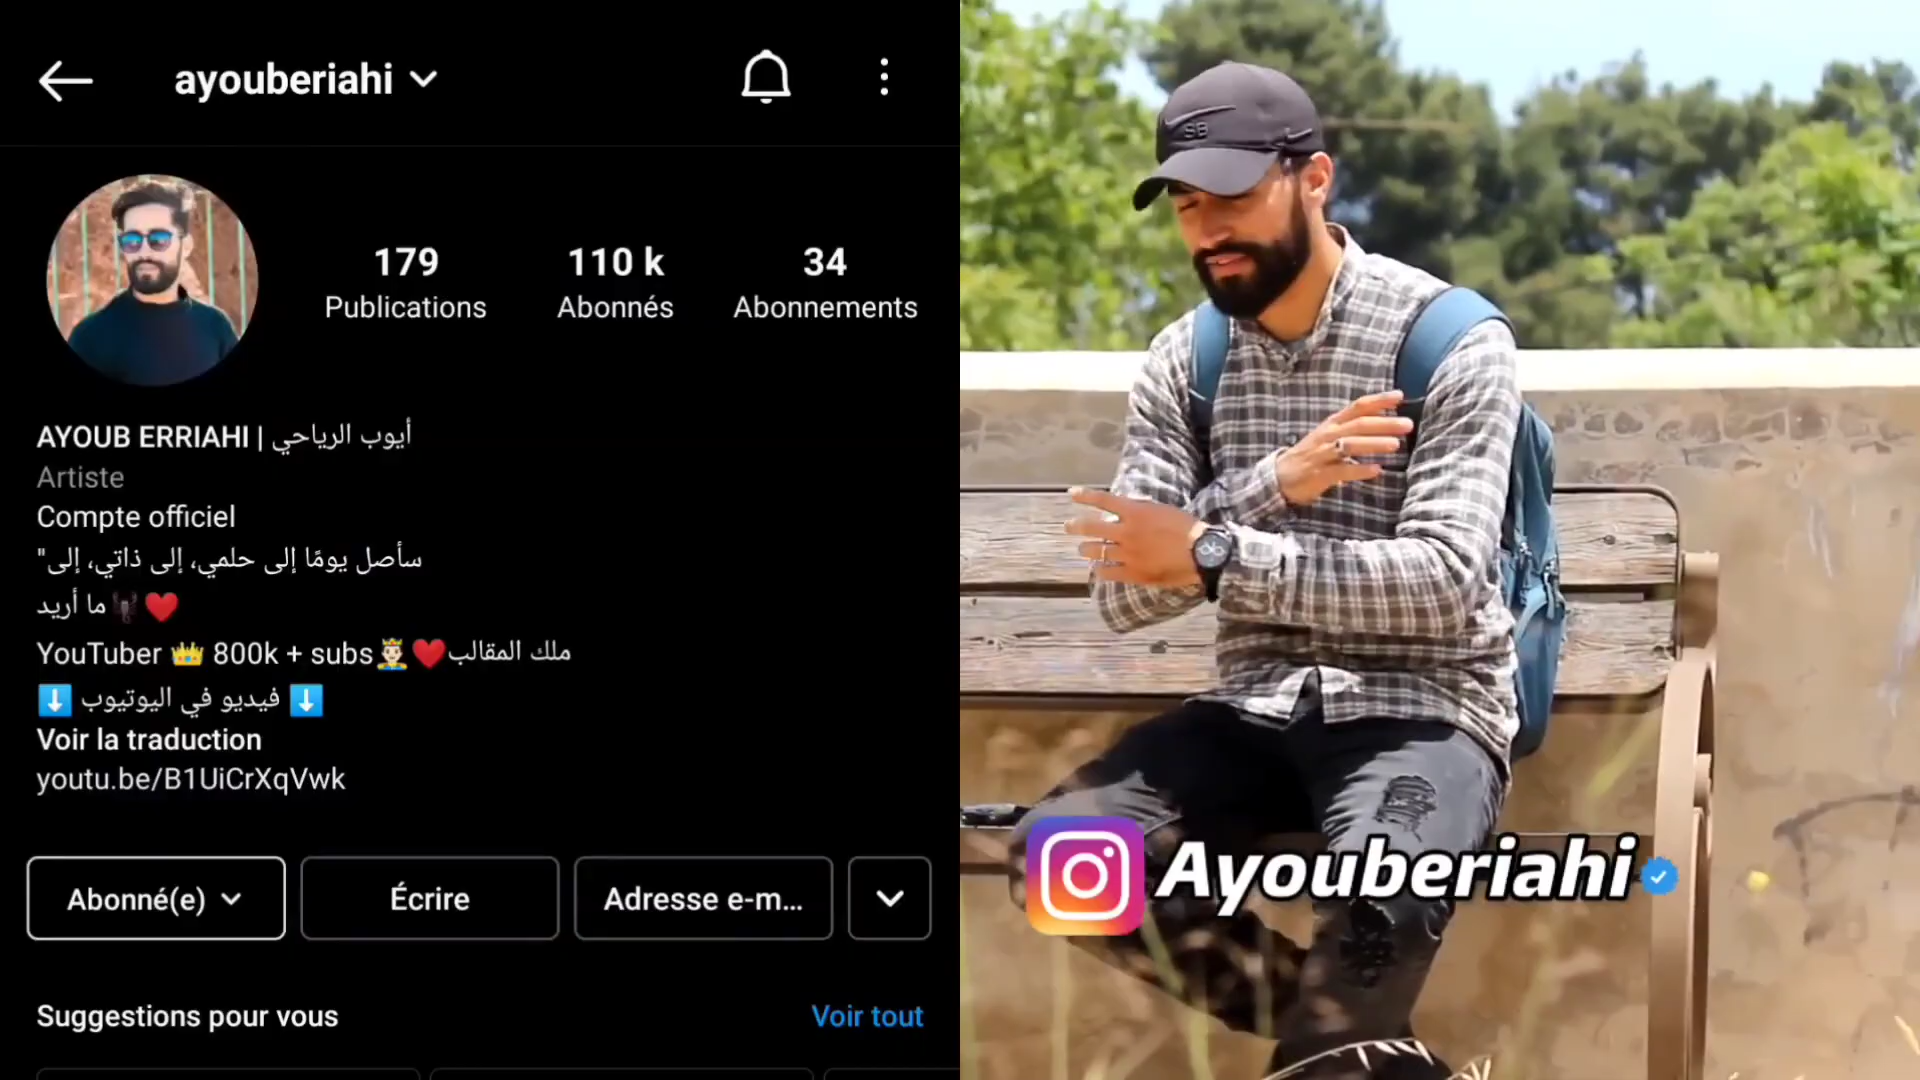 ayouberiahi
179
Publications
110 k
Abonnés
34
Abonnements
AYOUB ERRIAHI | أيوب الرياحي
Artiste
Compte officiel
"سأصل يومًا إلى حلمي، إلى ذاتي، إلى
ما أريد🕷❤️
YouTuber 👑 800k + subs🤴🏻❤️ملك المقالب
⬇️ فيديو في اليوتيوب ⬇️
Voir la traduction
youtu.be/B1UiCrXqVwk
Abonné(e)
Écrire
Adresse e-m...
Suggestions pour vous
Voir tout
SB
Ayouberiahi